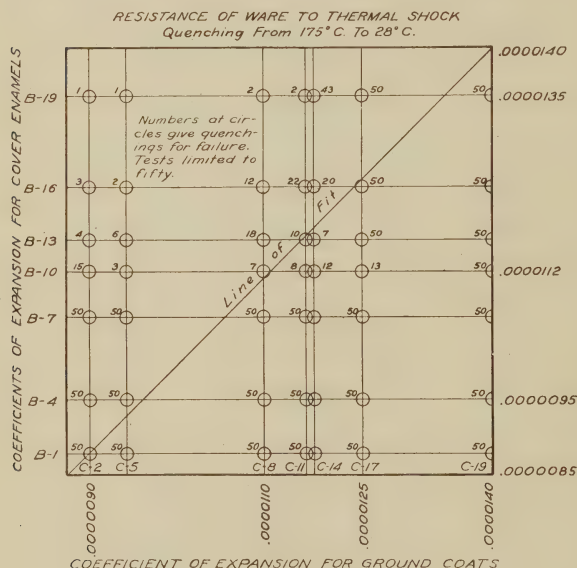 RESISTANCE OF WARE TO THERMAL SHOCK
Quenching From 175° C. To 28° C.
COEFFICIENTS OF EXPANSION FOR COVER ENAMELS
.0000140
B-19 1 1 2 2 43 50 50 .0000135
Numbers at cir-
cles give quench-
ings for failure.
Tests limited to
fifty.
B-16 3 2 12 22 20 50 50
Line of Fit
B-13 4 6 18 10 7 50 50
B-10 15 3 7 8 12 13 50 .0000112
B-7 50 50 50 50 50 50
B-4 50 50 50 50 50 50 .0000095
B-1 50 50 50 50 50 50
C-2 C-5 C-8 C-11 C-14 C-17 C-19 .0000085
.0000090 .0000110 .0000125 .0000140
COEFFICIENT OF EXPANSION FOR GROUND COATS